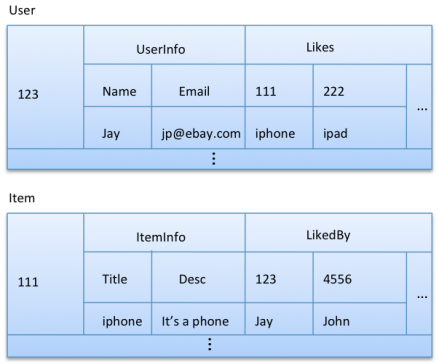 User
UserInfo Likes
123 Name Email 111 222 ...
Jay jp@ebay.com iphone ipad
⋮
Item
ItemInfo LikedBy
111 Title Desc 123 4556 ...
iphone It's a phone Jay John
⋮